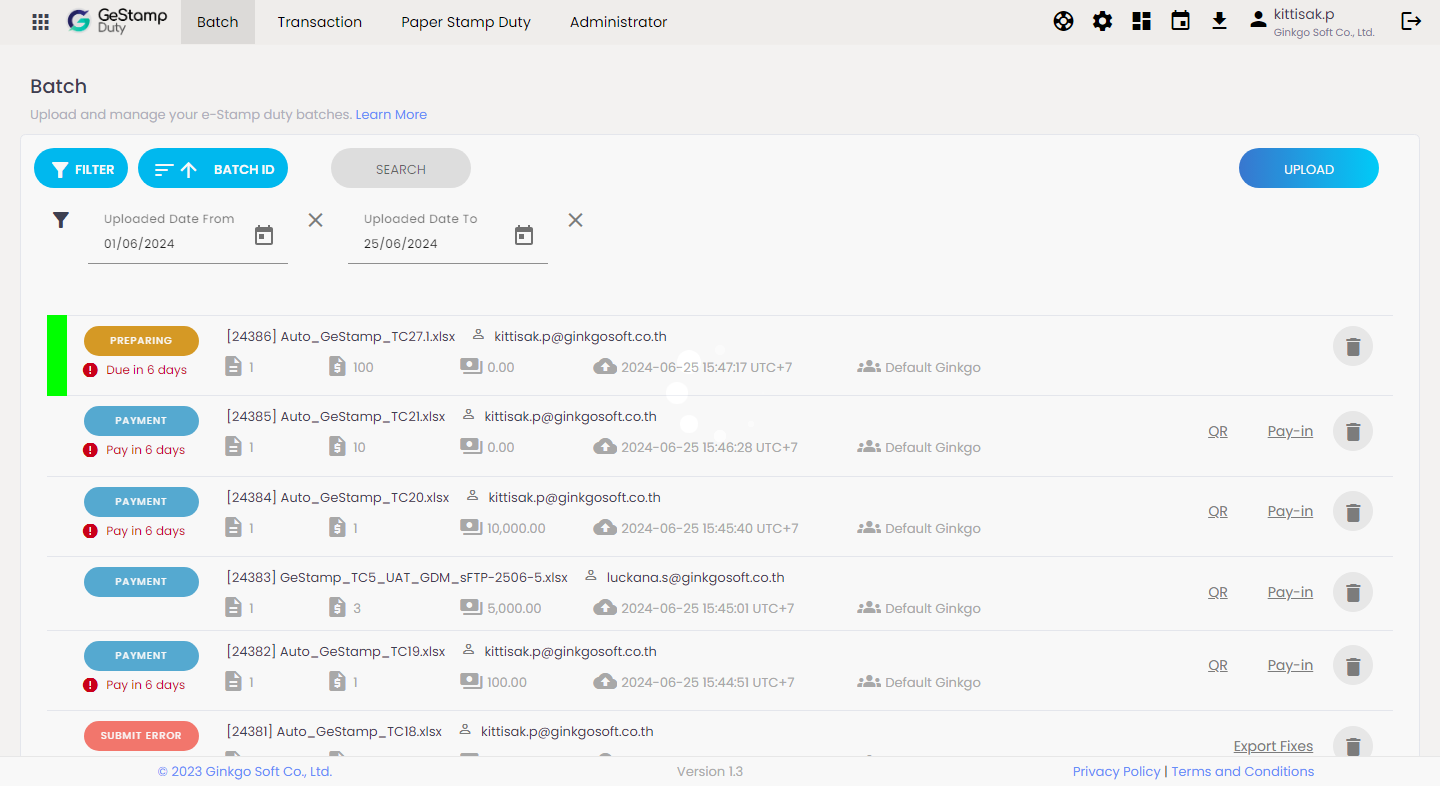 GeStamp
Duty
Batch
Transaction
Paper Stamp Duty
Administrator
kittisak.p
Ginkgo Soft Co., Ltd.
Batch
Upload and manage your e-Stamp duty batches. Learn More
FILTER
BATCH ID
SEARCH
UPLOAD
Uploaded Date From
01/06/2024
Uploaded Date To
25/06/2024
PREPARING
[24386] Auto_GeStamp_TC27.1.xlsx kittisak.p@ginkgosoft.co.th
Due in 6 days
1 100 0.00 2024-06-25 15:47:17 UTC+7 Default Ginkgo
PAYMENT
[24385] Auto_GeStamp_TC21.xlsx kittisak.p@ginkgosoft.co.th
QR Pay-in
Pay in 6 days
1 10 0.00 2024-06-25 15:46:28 UTC+7 Default Ginkgo
PAYMENT
[24384] Auto_GeStamp_TC20.xlsx kittisak.p@ginkgosoft.co.th
QR Pay-in
Pay in 6 days
1 1 10,000.00 2024-06-25 15:45:40 UTC+7 Default Ginkgo
PAYMENT
[24383] GeStamp_TC5_UAT_GDM_sFTP-2506-5.xlsx luckana.s@ginkgosoft.co.th
QR Pay-in
1 3 5,000.00 2024-06-25 15:45:01 UTC+7 Default Ginkgo
PAYMENT
[24382] Auto_GeStamp_TC19.xlsx kittisak.p@ginkgosoft.co.th
QR Pay-in
Pay in 6 days
1 1 100.00 2024-06-25 15:44:51 UTC+7 Default Ginkgo
SUBMIT ERROR
[24381] Auto_GeStamp_TC18.xlsx kittisak.p@ginkgosoft.co.th
Export Fixes
© 2023 Ginkgo Soft Co., Ltd.
Version 1.3
Privacy Policy | Terms and Conditions